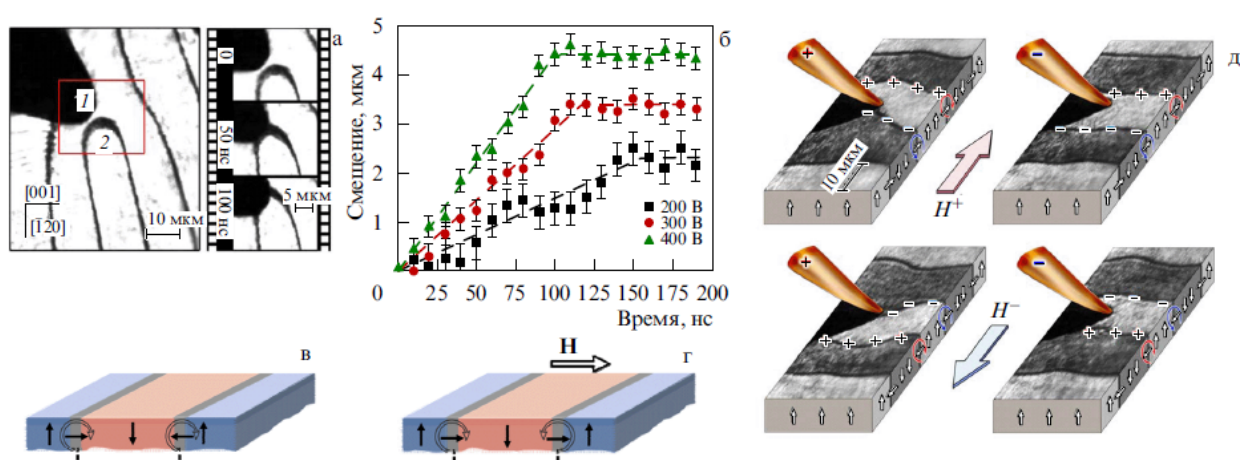 а
1
2
[001]
[1̅20]
10 мкм
0
50 нс
100 нс
5 мкм
б
Смещение, мкм
5
4
3
2
1
0
25
50
75
100
125
150
175
200
Время, нс
200 В
300 В
400 В
в
H
г
д
+
+ + + +
- - -
10 мкм
H⁺
-
+ + + +
- - - -
+
- - -
+ + + +
H⁻
-
- - -
+ + + +